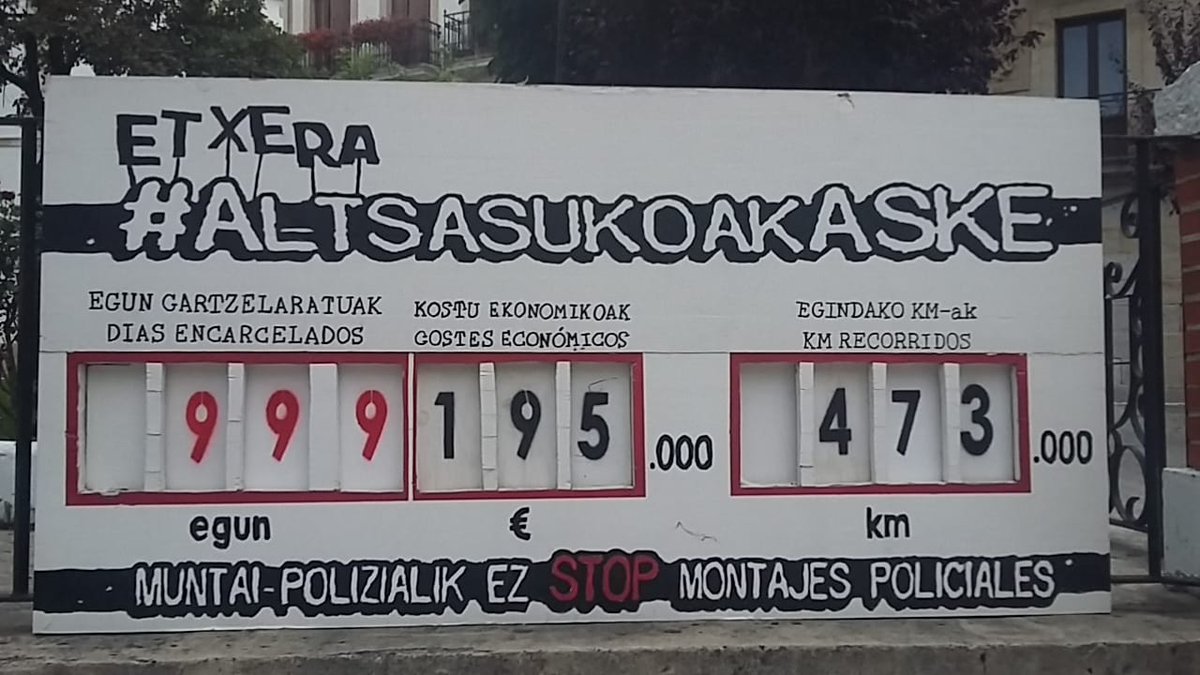 ETXERA
#ALTSASUKOAKASKE
EGUN GARTZELARATUAK
DIAS ENCARCELADOS
KOSTU EKONOMIKOAK
GOSTES ECONÓMICOS
EGINDAKO KM-ak
KM RECORRIDOS
999
195.000
473.000
egun
€
km
MUNTAI-POLIZIALIK EZ STOP MONTAJES POLICIALES